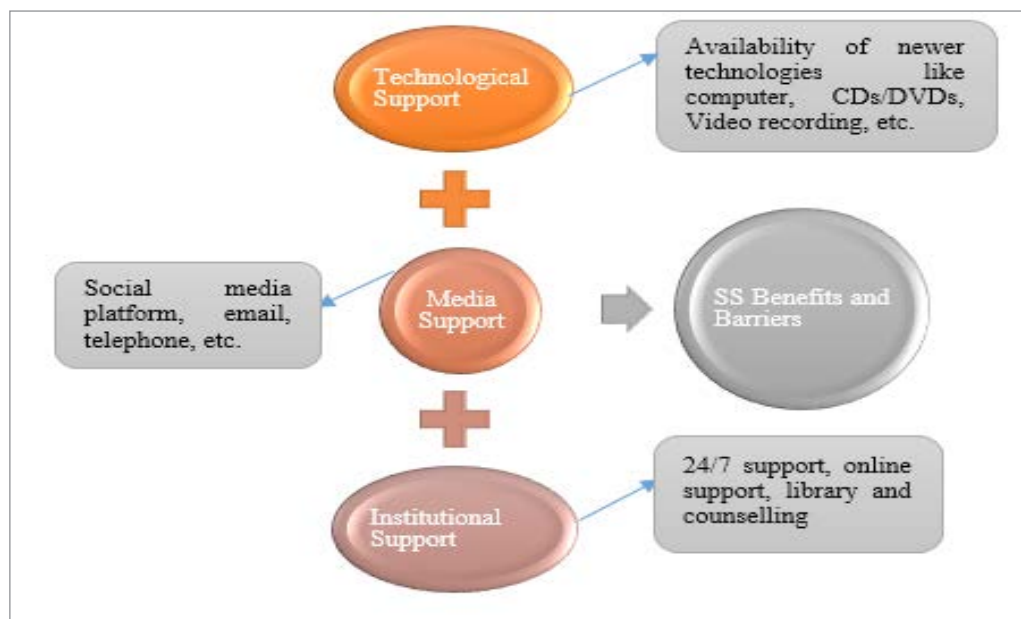 Technological
Support
Availability of newer
technologies like
computer, CDs/DVDs,
Video recording, etc.
Social media
platform, email,
telephone, etc.
Media
Support
SS Benefits and
Barriers
Institutional
Support
24/7 support, online
support, library and
counselling